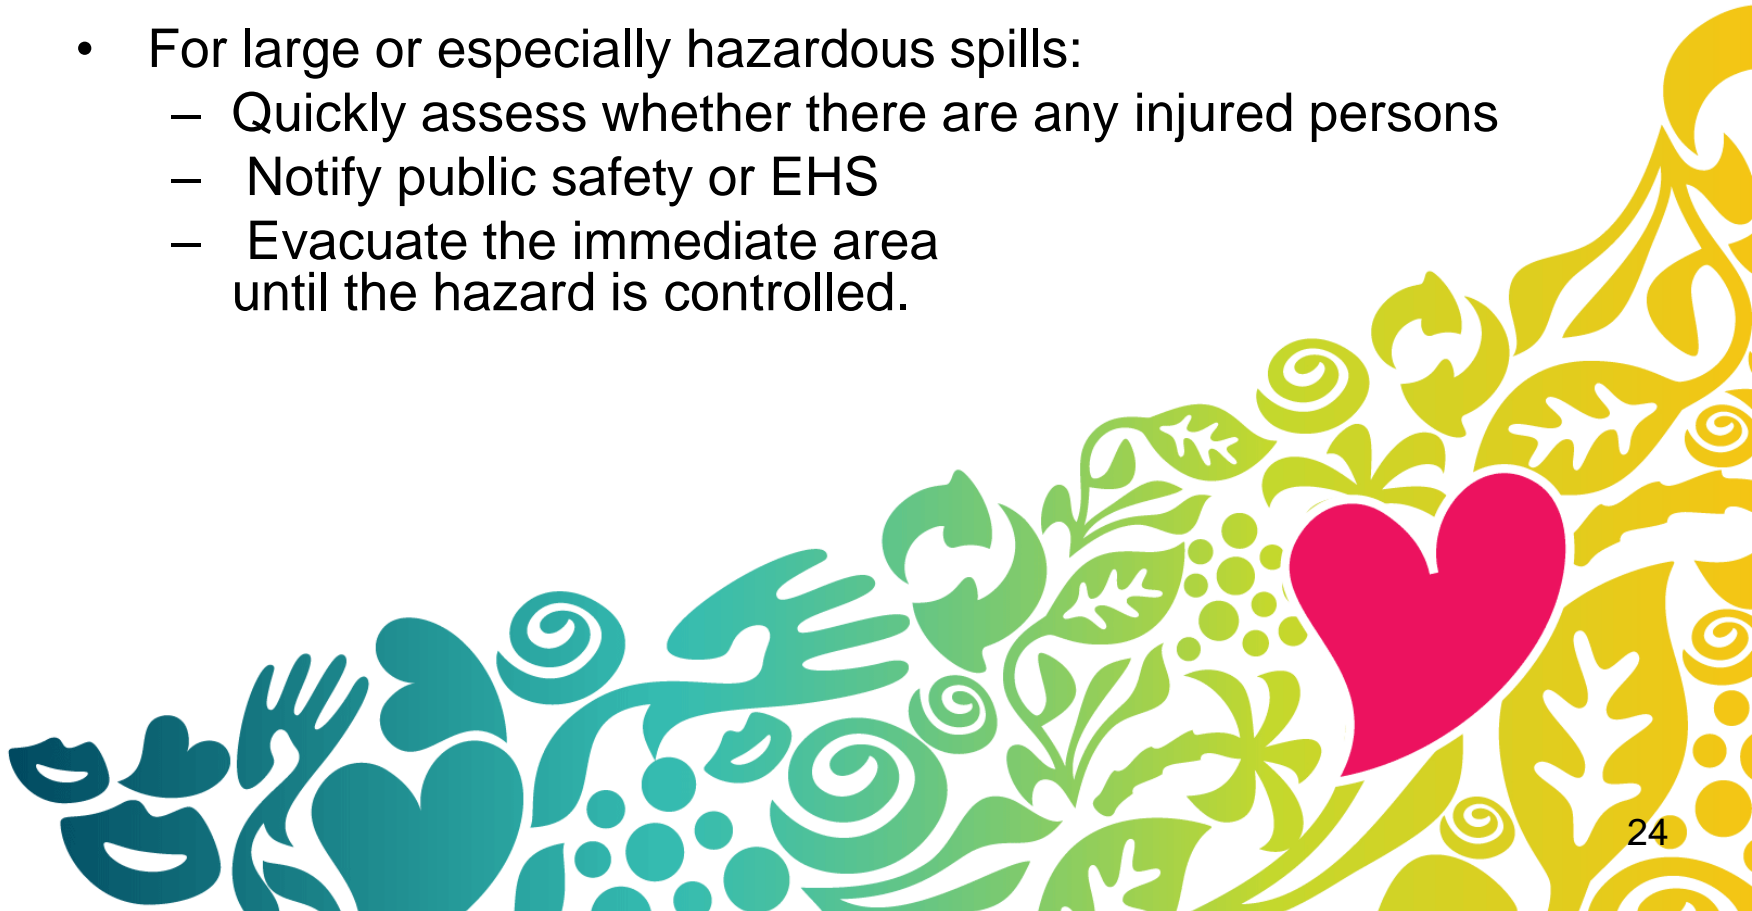 • For large or especially hazardous spills:
– Quickly assess whether there are any injured persons
– Notify public safety or EHS
– Evacuate the immediate area
until the hazard is controlled.
24